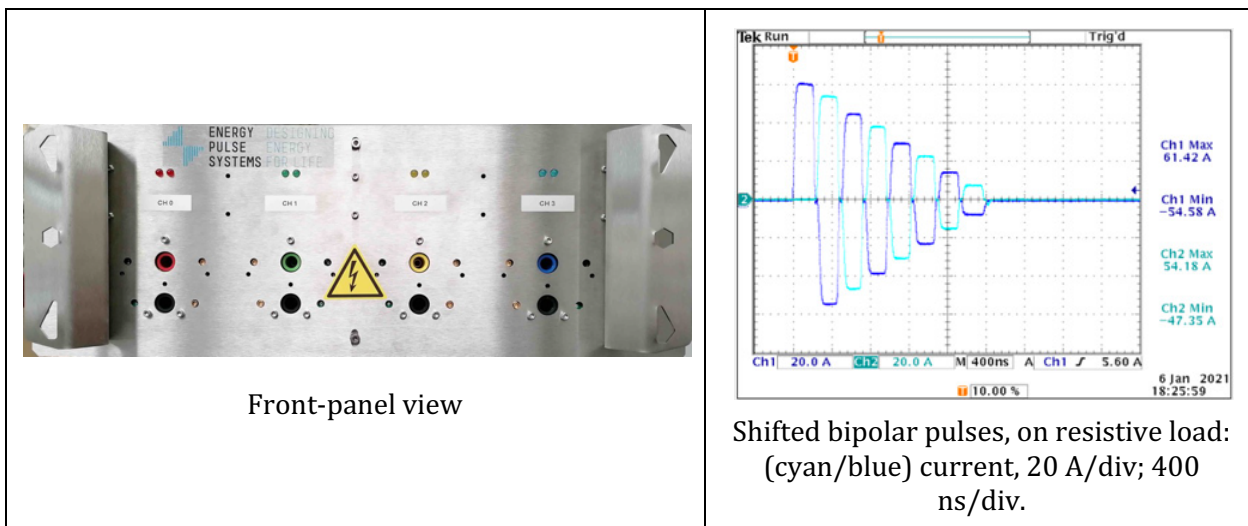 ENERGY DESIGNING
PULSE ENERGY
SYSTEMS FOR LIFE
CH 0
CH 1
CH 2
CH 3
Front-panel view
Tek Run
Trig'd
T
T
2
Ch1 Max
61.42 A
Ch1 Min
-54.58 A
Ch2 Max
54.18 A
Ch2 Min
-47.35 A
Ch1 20.0 A Ch2 20.0 A M 400ns A Ch1 5.60 A
T 10.00 %
6 Jan 2021
18:25:59
Shifted bipolar pulses, on resistive load:
(cyan/blue) current, 20 A/div; 400
ns/div.